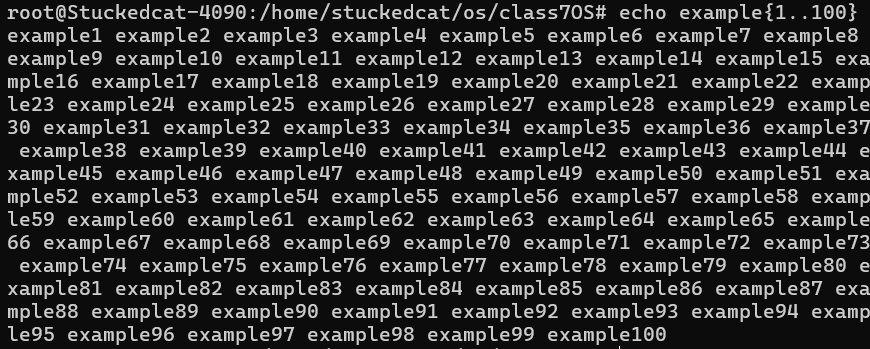 root@Stuckedcat-4090:/home/stuckedcat/os/class7OS# echo example{1..100}
example1 example2 example3 example4 example5 example6 example7 example8
example9 example10 example11 example12 example13 example14 example15 exa
mple16 example17 example18 example19 example20 example21 example22 examp
le23 example24 example25 example26 example27 example28 example29 example
30 example31 example32 example33 example34 example35 example36 example37
 example38 example39 example40 example41 example42 example43 example44 e
xample45 example46 example47 example48 example49 example50 example51 exa
mple52 example53 example54 example55 example56 example57 example58 examp
le59 example60 example61 example62 example63 example64 example65 example
66 example67 example68 example69 example70 example71 example72 example73
 example74 example75 example76 example77 example78 example79 example80 e
xample81 example82 example83 example84 example85 example86 example87 exa
mple88 example89 example90 example91 example92 example93 example94 examp
le95 example96 example97 example98 example99 example100